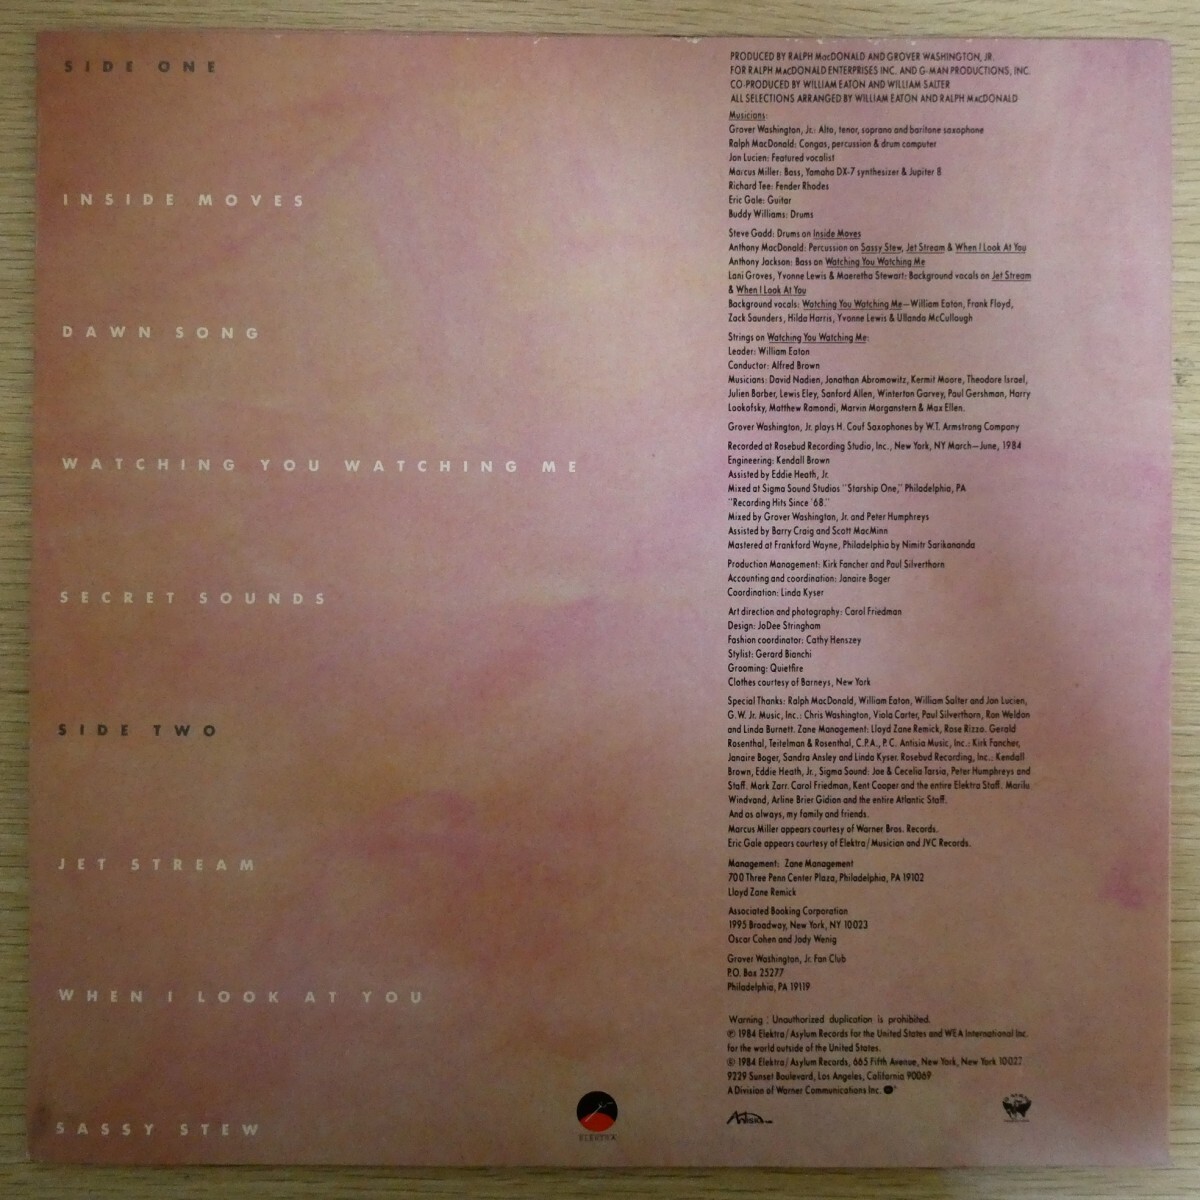 SIDE ONE
INSIDE MOVES
DAWN SONG
WATCHING YOU WATCHING ME
SECRET SOUNDS
SIDE TWO
JET STREAM
WHEN I LOOK AT YOU
SASSY STEW
ELEKTRA
PRODUCED BY RALPH MacDONALD AND GROVER WASHINGTON, JR.
FOR RALPH MacDONALD ENTERPRISES INC. AND G-MAN PRODUCTIONS, INC.
CO-PRODUCED BY WILLIAM EATON AND WILLIAM SALTER
ALL SELECTIONS ARRANGED BY WILLIAM EATON AND RALPH MacDONALD
Musicians:
Grover Washington, Jr.: Alto, tenor, soprano and baritone saxophone
Ralph MacDonald: Congas, percussion & drum computer
Jon Lucien: Featured vocalist
Marcus Miller: Bass, Yamaha DX-7 synthesizer & Jupiter 8
Richard Tee: Fender Rhodes
Eric Gale: Guitar
Buddy Williams: Drums
Steve Gadd: Drums on Inside Moves
Anthony MacDonald: Percussion on Sassy Stew, Jet Stream & When I Look At You
Anthony Jackson: Bass on Watching You Watching Me
Lani Groves, Yvonne Lewis & Maeretha Stewart: Background vocals on Jet Stream
& When I Look At You
Background vocals: Watching You Watching Me—William Eaton, Frank Floyd,
Zack Saunders, Hilda Harris, Yvonne Lewis & Ullanda McCullough
Strings on Watching You Watching Me:
Leader: William Eaton
Conductor: Alfred Brown
Musicians: David Nadien, Jonathan Abromowitz, Kermit Moore, Theodore Israel,
Julien Barber, Lewis Eley, Sanford Allen, Winterton Garvey, Paul Gershman, Harry
Lookofsky, Matthew Ramondi, Marvin Morganstern & Max Ellen.
Grover Washington, Jr. plays H. Couf Saxophones by W.T. Armstrong Company
Recorded at Rosebud Recording Studio, Inc., New York, NY March—June, 1984
Engineering: Kendall Brown
Assisted by Eddie Heath, Jr.
Mixed at Sigma Sound Studios "Starship One," Philadelphia, PA
"Recording Hits Since '68."
Mixed by Grover Washington, Jr. and Peter Humphreys
Assisted by Barry Craig and Scott MacMinn
Mastered at Frankford Wayne, Philadelphia by Nimitr Sarikananda
Production Management: Kirk Fancher and Paul Silverthorn
Accounting and coordination: Janaire Boger
Coordination: Linda Kyser
Art direction and photography: Carol Friedman
Design: JoDee Stringham
Fashion coordinator: Cathy Henszey
Stylist: Gerard Bianchi
Grooming: Quietfire
Clothes courtesy of Barneys, New York
Special Thanks: Ralph MacDonald, William Eaton, William Salter and Jon Lucien,
G.W. Jr. Music, Inc.: Chris Washington, Viola Carter, Paul Silverthorn, Ron Weldon
and Linda Burnett. Zane Management: Lloyd Zane Remick, Rose Rizzo. Gerald
Rosenthal, Teitelman & Rosenthal, C.P.A., P.C. Antisia Music, Inc.: Kirk Fancher,
Janaire Boger, Sandra Ansley and Linda Kyser. Rosebud Recording, Inc.: Kendall
Brown, Eddie Heath, Jr., Sigma Sound: Joe & Cecelia Tarsia, Peter Humphreys and
Staff. Mark Zarr. Carol Friedman, Kent Cooper and the entire Elektra Staff. Marilu
Windvand, Arline Brier Gidion and the entire Atlantic Staff.
And as always, my family and friends.
Marcus Miller appears courtesy of Warner Bros. Records.
Eric Gale appears courtesy of Elektra/Musician and JVC Records.
Management: Zane Management
700 Three Penn Center Plaza, Philadelphia, PA 19102
Lloyd Zane Remick
Associated Booking Corporation
1995 Broadway, New York, NY 10023
Oscar Cohen and Jody Wenig
Grover Washington, Jr. Fan Club
P.O. Box 25277
Philadelphia, PA 19119
Warning : Unauthorized duplication is prohibited.
℗ 1984 Elektra/Asylum Records for the United States and WEA International Inc.
for the world outside of the United States.
© 1984 Elektra/Asylum Records, 665 Fifth Avenue, New York, New York 10022
9229 Sunset Boulevard, Los Angeles, California 90069
A Division of Warner Communications Inc.